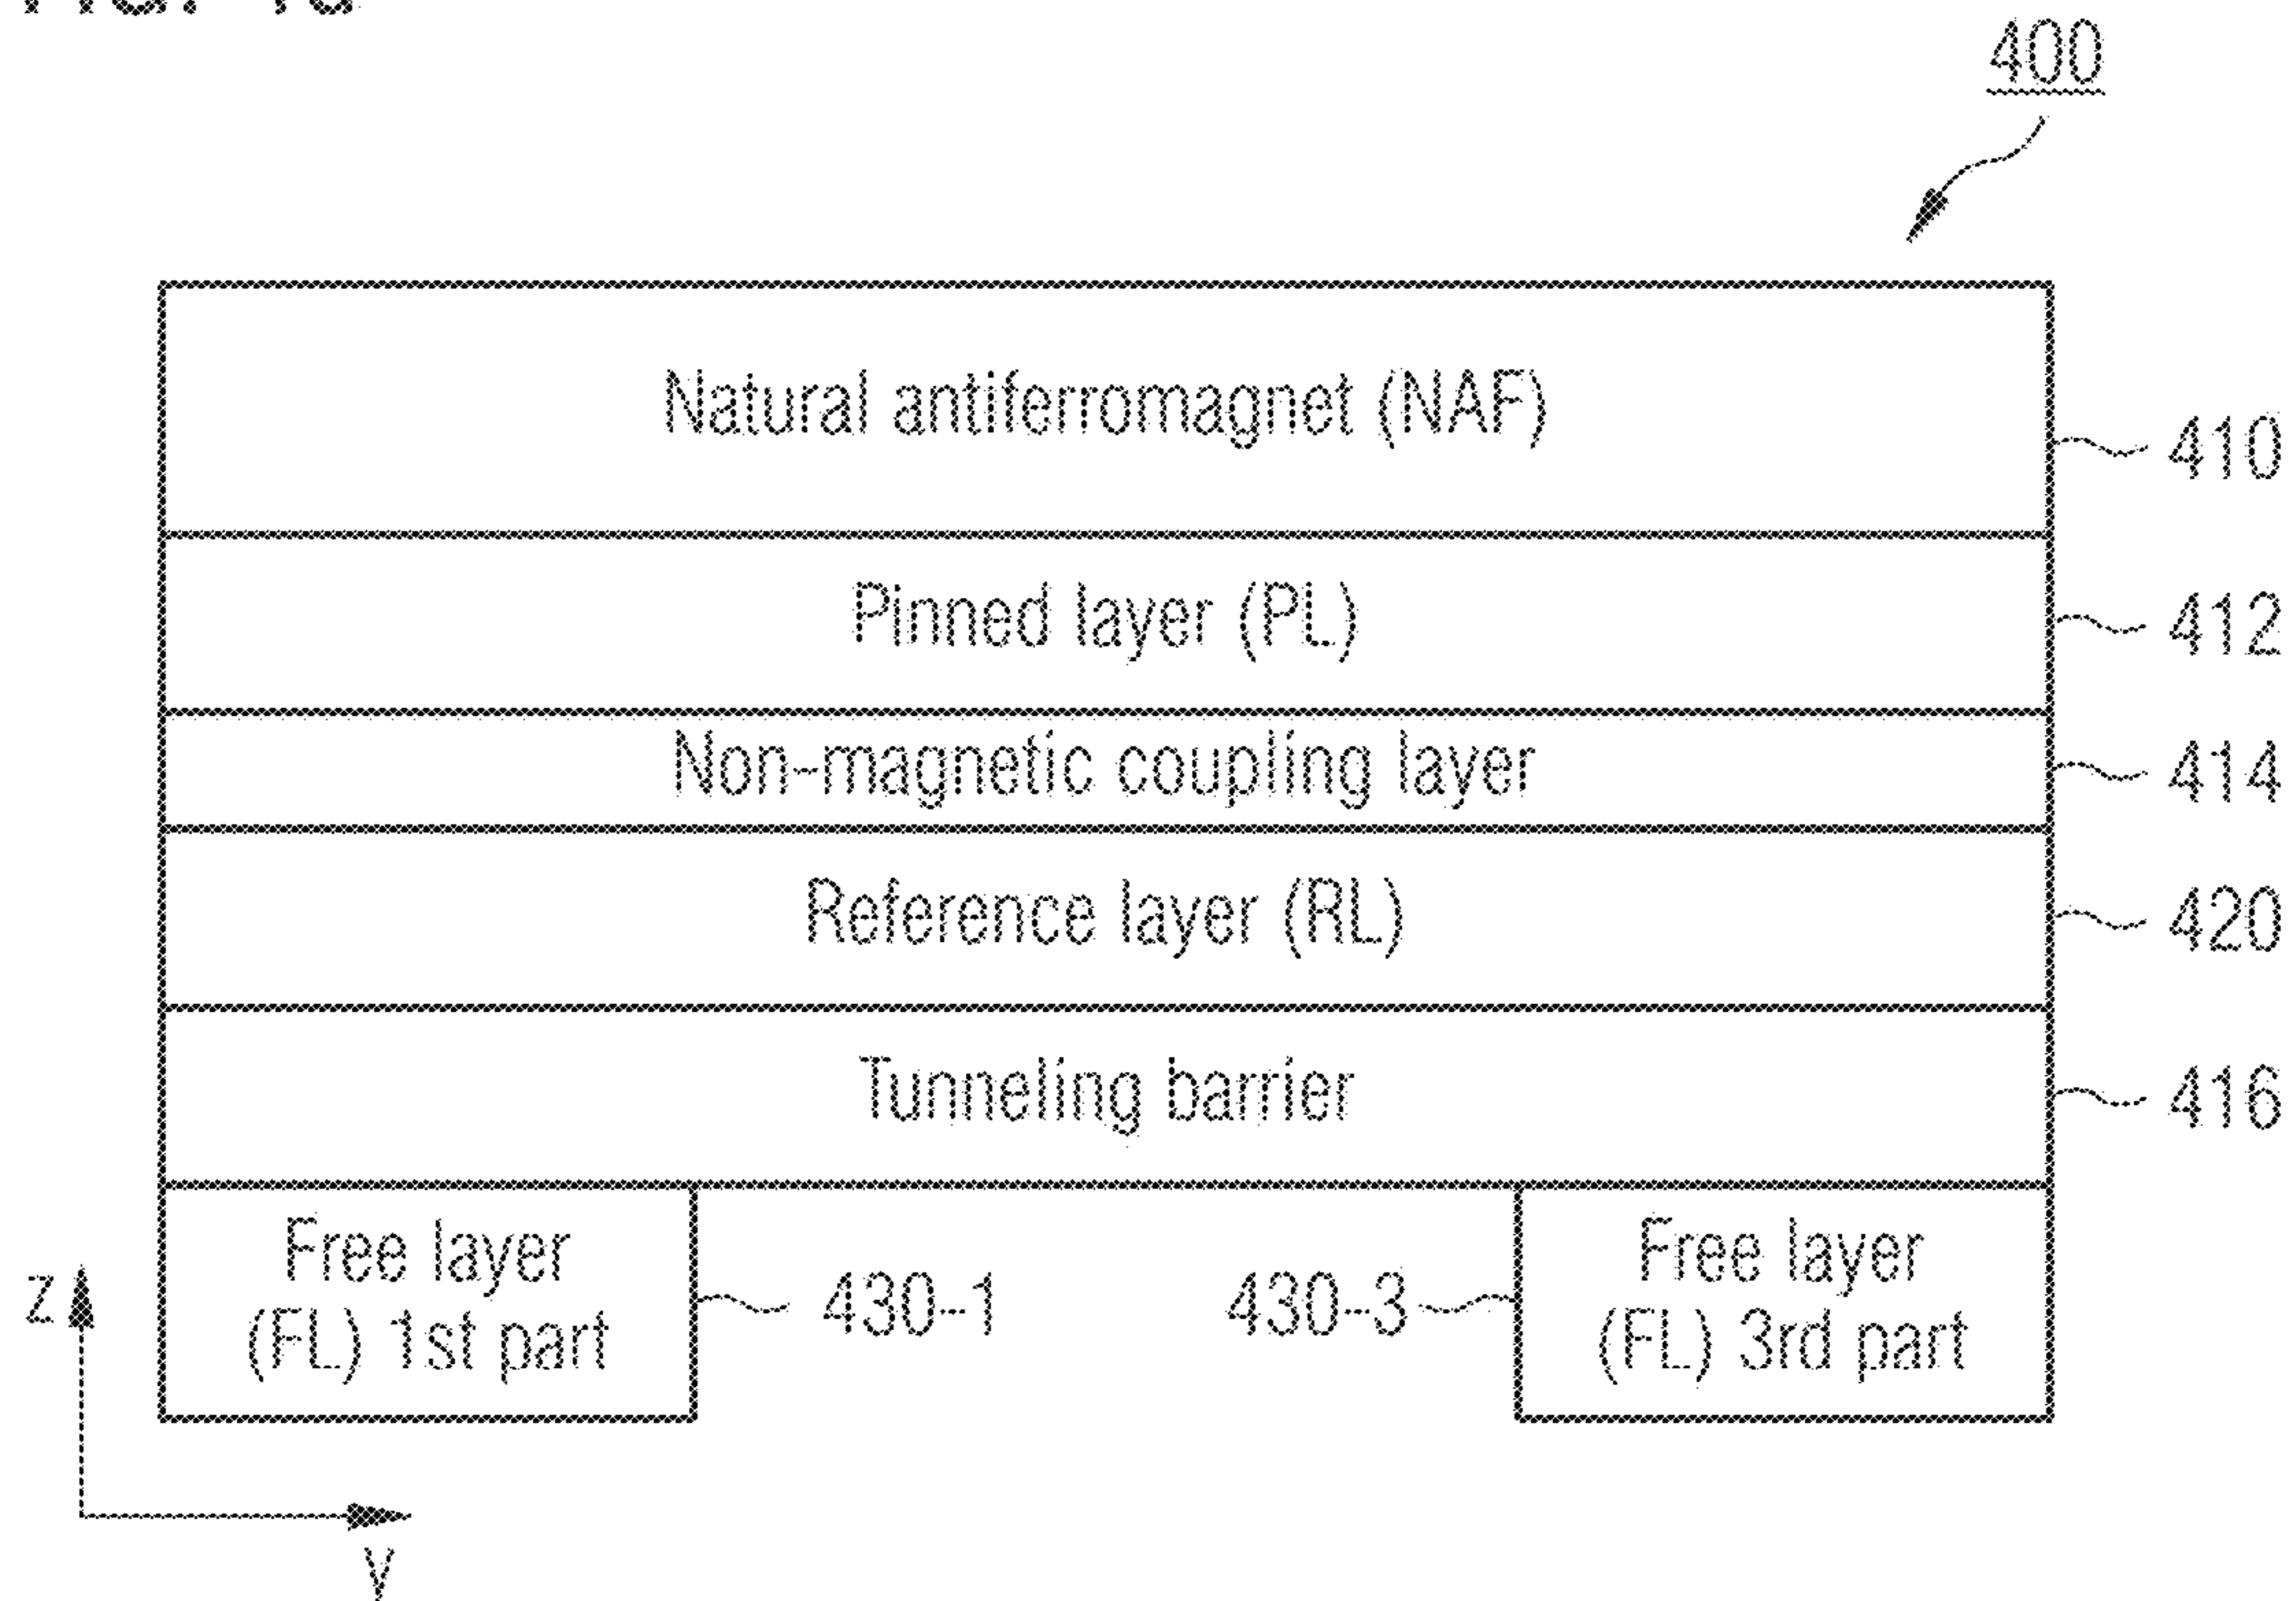 400
Natural antiferromagnet (NAF)
410
Pinned layer (PL)
412
Non-magnetic coupling layer
414
Reference layer (RL)
420
Tunneling barrier
416
Free layer
(FL) 1st part
430-1
430-3
Free layer
(FL) 3rd part
z
y